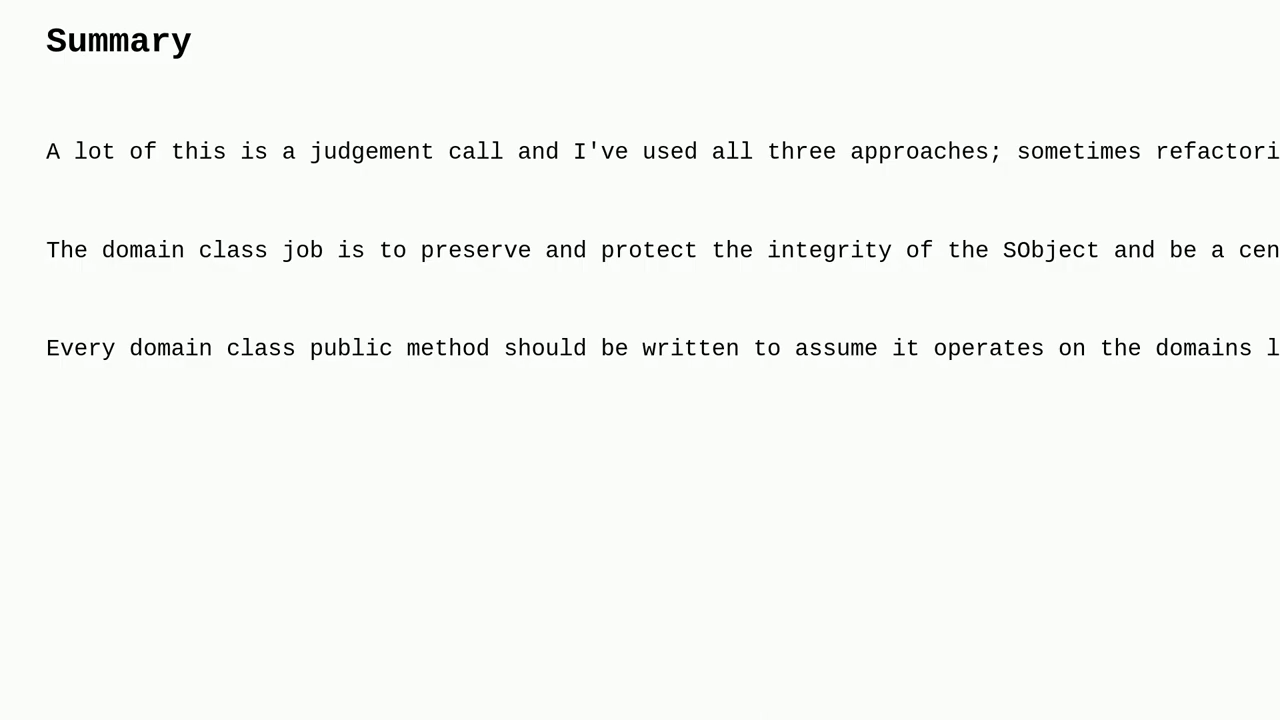 Summary
A lot of this is a judgement call and I've used all three approaches; sometimes refactori
The domain class job is to preserve and protect the integrity of the SObject and be a cen
Every domain class public method should be written to assume it operates on the domains l